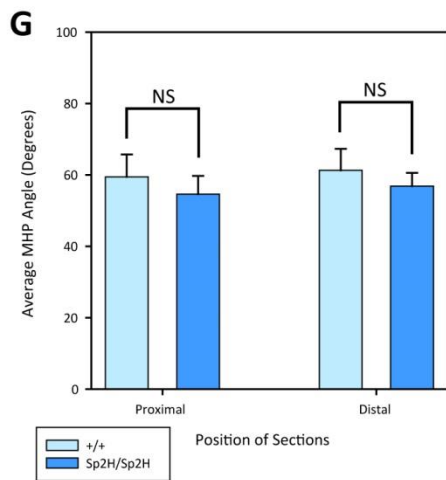 G
100
80
60
40
20
0
Average MHP Angle (Degrees)
NS
NS
Proximal
Distal
Position of Sections
+/+
Sp2H/Sp2H